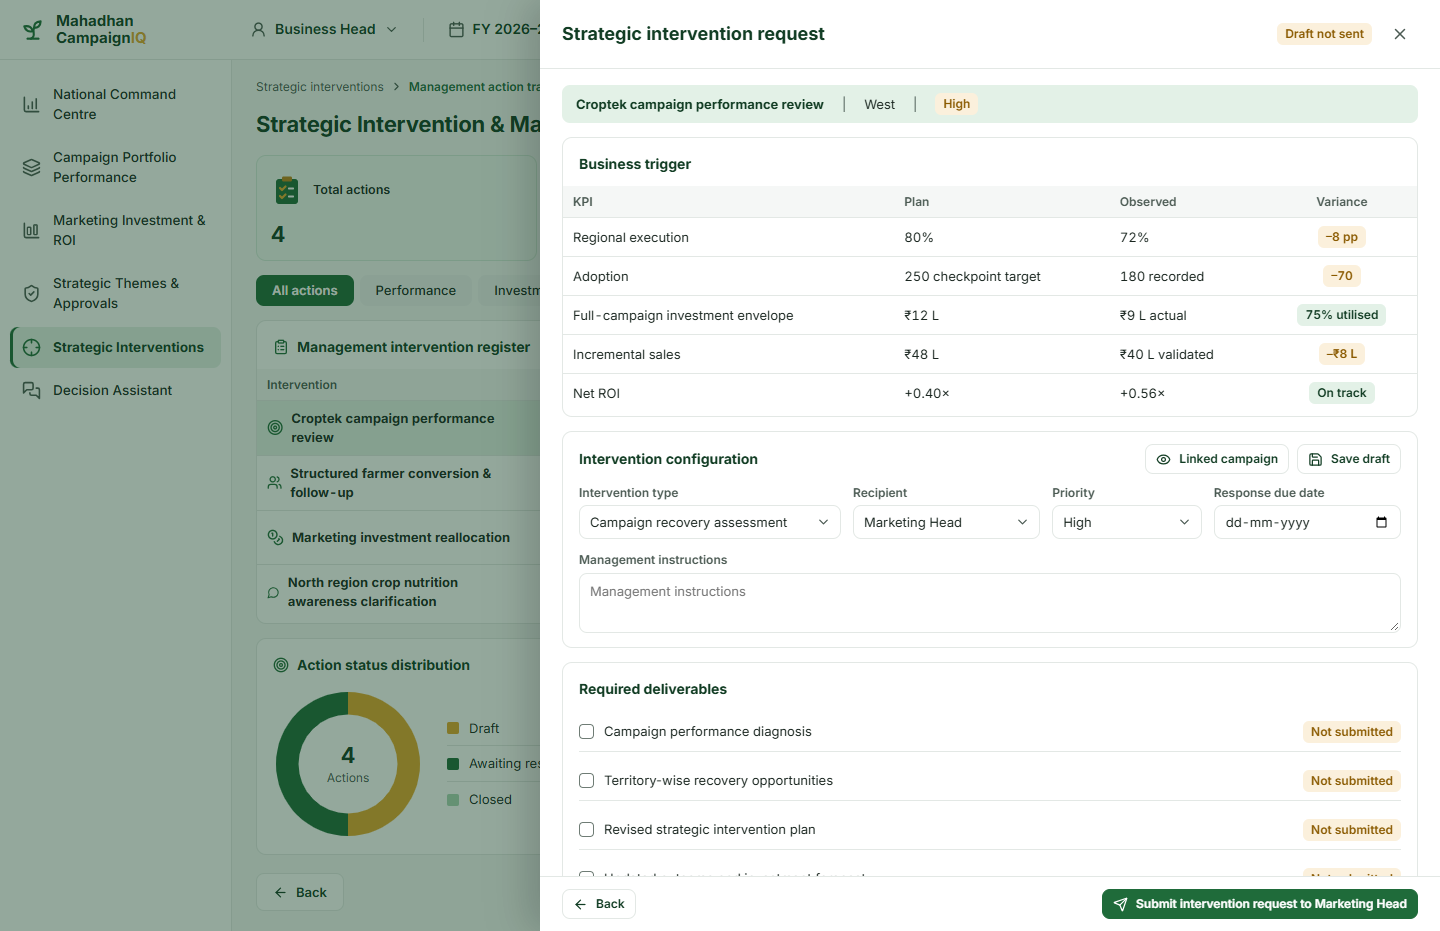 Mahadhan
CampaignIQ
Business Head
FY 2026–2
National Command
Centre
Campaign Portfolio
Performance
Marketing Investment &
ROI
Strategic Themes &
Approvals
Strategic Interventions
Decision Assistant
Strategic interventions > Management action tra
Strategic Intervention & Ma
Total actions
4
All actions
Performance
Investm
Management intervention register
Intervention
Croptek campaign performance
review
Structured farmer conversion &
follow-up
Marketing investment reallocation
North region crop nutrition
awareness clarification
Action status distribution
4
Actions
Draft
Awaiting res
Closed
Back
Strategic intervention request
Draft not sent
Croptek campaign performance review | West | High
Business trigger
KPI Plan Observed Variance
Regional execution 80% 72% −8 pp
Adoption 250 checkpoint target 180 recorded −70
Full-campaign investment envelope ₹12 L ₹9 L actual 75% utilised
Incremental sales ₹48 L ₹40 L validated −₹8 L
Net ROI +0.40× +0.56× On track
Intervention configuration
Linked campaign
Save draft
Intervention type Recipient Priority Response due date
Campaign recovery assessment Marketing Head High dd-mm-yyyy
Management instructions
Management instructions
Required deliverables
Campaign performance diagnosis Not submitted
Territory-wise recovery opportunities Not submitted
Revised strategic intervention plan Not submitted
Back
Submit intervention request to Marketing Head